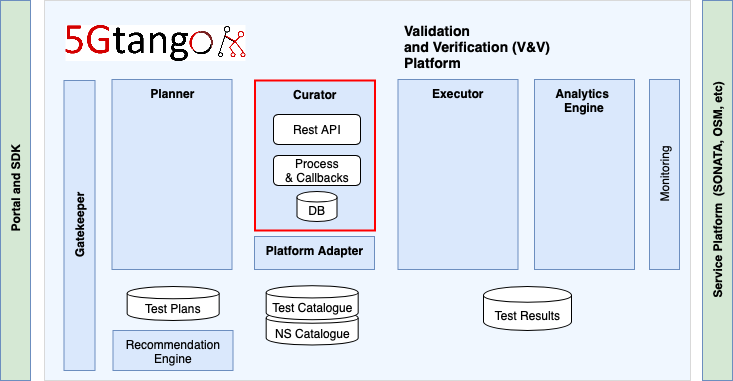 5Gtango
Validation
and Verification (V&V)
Platform
Portal and SDK
Gatekeeper
Planner
Curator
Rest API
Process
& Callbacks
DB
Platform Adapter
Executor
Analytics
Engine
Monitoring
Service Platform (SONATA, OSM, etc)
Test Plans
Test Catalogue
NS Catalogue
Test Results
Recommendation
Engine